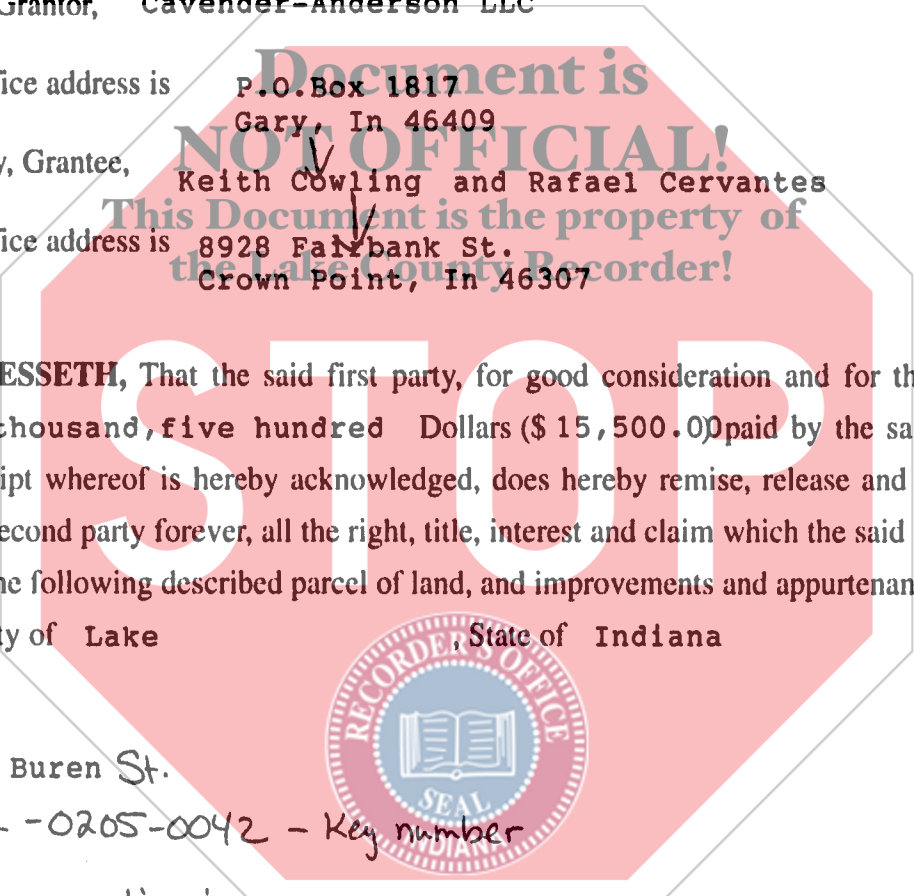 Grantor, Cavender-Anderson LLC
Document is
ice address is P.O.Box 1817
Gary, In 46409
NOT OFFICIAL!
y, Grantee,
Keith Cowling and Rafael Cervantes
This Document is the property of
ice address is 8928 Fairbank St.
the Lake County Recorder!
Crown Point, In 46307
ESSETH, That the said first party, for good consideration and for th
thousand,five hundred Dollars ($ 15,500.00 paid by the sa
ipt whereof is hereby acknowledged, does hereby remise, release and
econd party forever, all the right, title, interest and claim which the said
ne following described parcel of land, and improvements and appurtenan
ty of Lake , State of Indiana
STOP
RECORDER'S OFFICE
SEAL
INDIANA
Buren St.
-0205-0042 - Key number